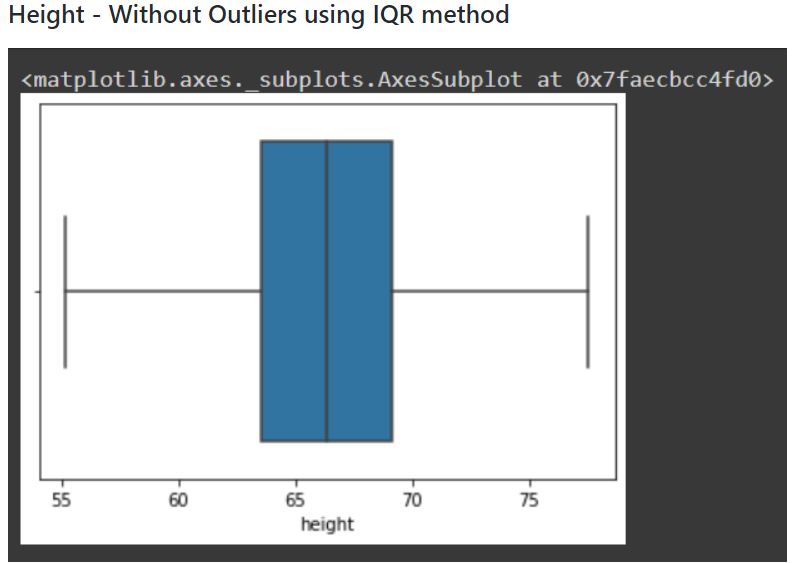 Height - Without Outliers using IQR method
<matplotlib.axes._subplots.AxesSubplot at 0x7faecbcc4fd0>
55 60 65 70 75
height